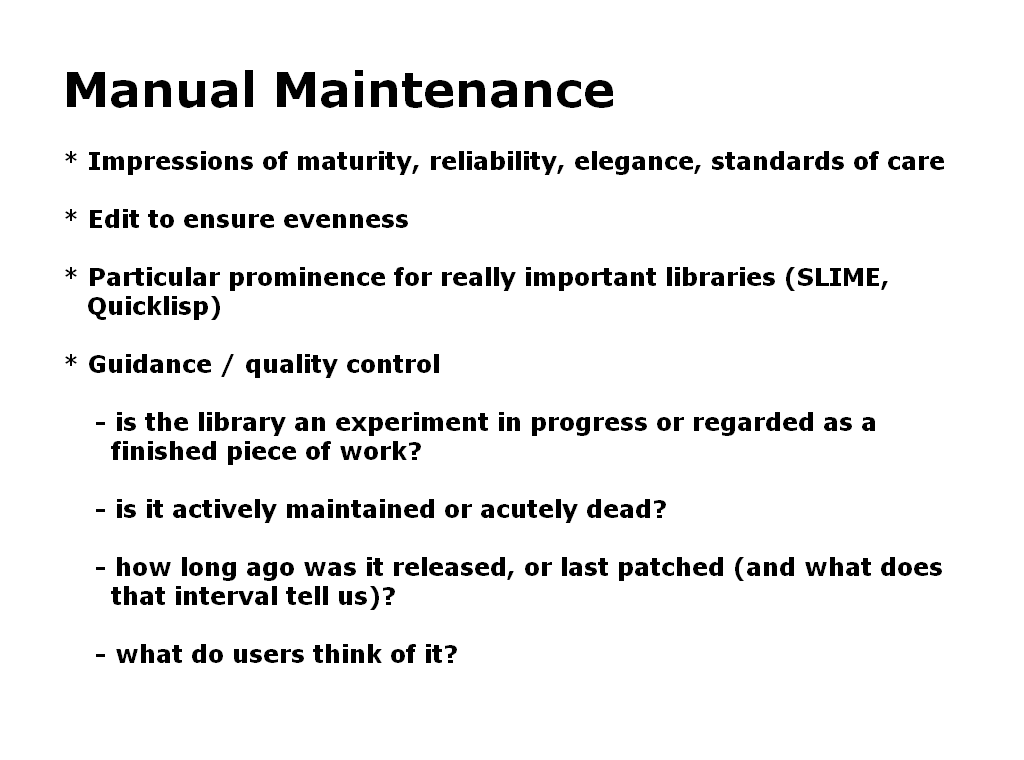 Manual Maintenance
* Impressions of maturity, reliability, elegance, standards of care
* Edit to ensure evenness
* Particular prominence for really important libraries (SLIME,
Quicklisp)
* Guidance / quality control
- is the library an experiment in progress or regarded as a
finished piece of work?
- is it actively maintained or acutely dead?
- how long ago was it released, or last patched (and what does
that interval tell us)?
- what do users think of it?